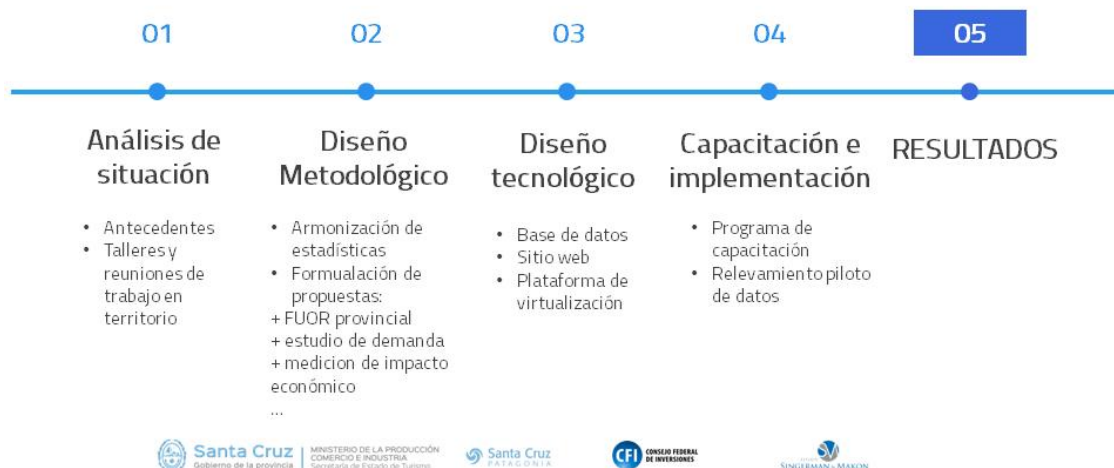 01
02
03
04
05
Análisis de
situación
• Antecedentes
• Talleres y
reuniones de
trabajo en
territorio
Diseño
Metodológico
• Armonización de
estadísticas
• Formualación de
propuestas:
+ FUOR provincial
+ estudio de demanda
+ medicion de impacto
económico
...
Diseño
tecnológico
• Base de datos
• Sitio web
• Plataforma de
virtualización
Capacitación e
implementación
• Programa de
capacitación
• Relevamiento piloto
de datos
RESULTADOS
Santa Cruz
Gobierno de la provincia
MINISTERIO DE LA PRODUCCIÓN
COMERCIO E INDUSTRIA
Secretaría de Estado de Turismo
Santa Cruz
PATAGONIA
CFI
CONSEJO FEDERAL
DE INVERSIONES
SINGERMAN & MAKON